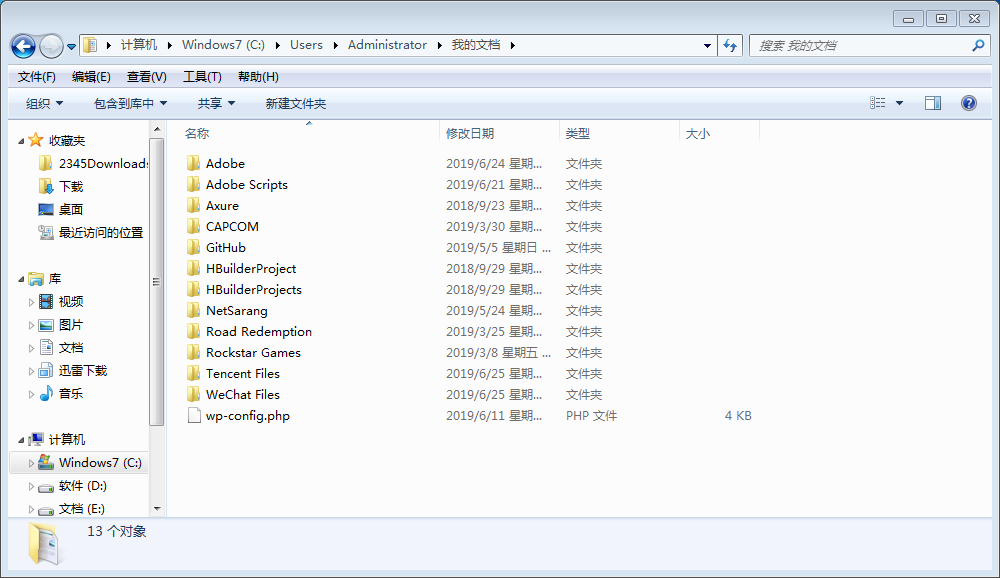 计算机 Windows7 (C:) Users Administrator 我的文档
搜索 我的文档
文件(F) 编辑(E) 查看(V) 工具(T) 帮助(H)
组织 包含到库中 共享 新建文件夹
收藏夹
2345Downloads
下载
桌面
最近访问的位置
库
视频
图片
文档
迅雷下载
音乐
计算机
Windows7 (C:)
软件 (D:)
文档 (E:)
名称 修改日期 类型 大小
Adobe 2019/6/24 星期... 文件夹
Adobe Scripts 2019/6/21 星期... 文件夹
Axure 2018/9/23 星期... 文件夹
CAPCOM 2019/3/30 星期... 文件夹
GitHub 2019/5/5 星期日 ... 文件夹
HBuilderProject 2018/9/29 星期... 文件夹
HBuilderProjects 2018/9/29 星期... 文件夹
NetSarang 2019/5/24 星期... 文件夹
Road Redemption 2019/3/25 星期... 文件夹
Rockstar Games 2019/3/8 星期五 ... 文件夹
Tencent Files 2019/6/25 星期... 文件夹
WeChat Files 2019/6/25 星期... 文件夹
wp-config.php 2019/6/11 星期... PHP 文件 4 KB
13 个对象